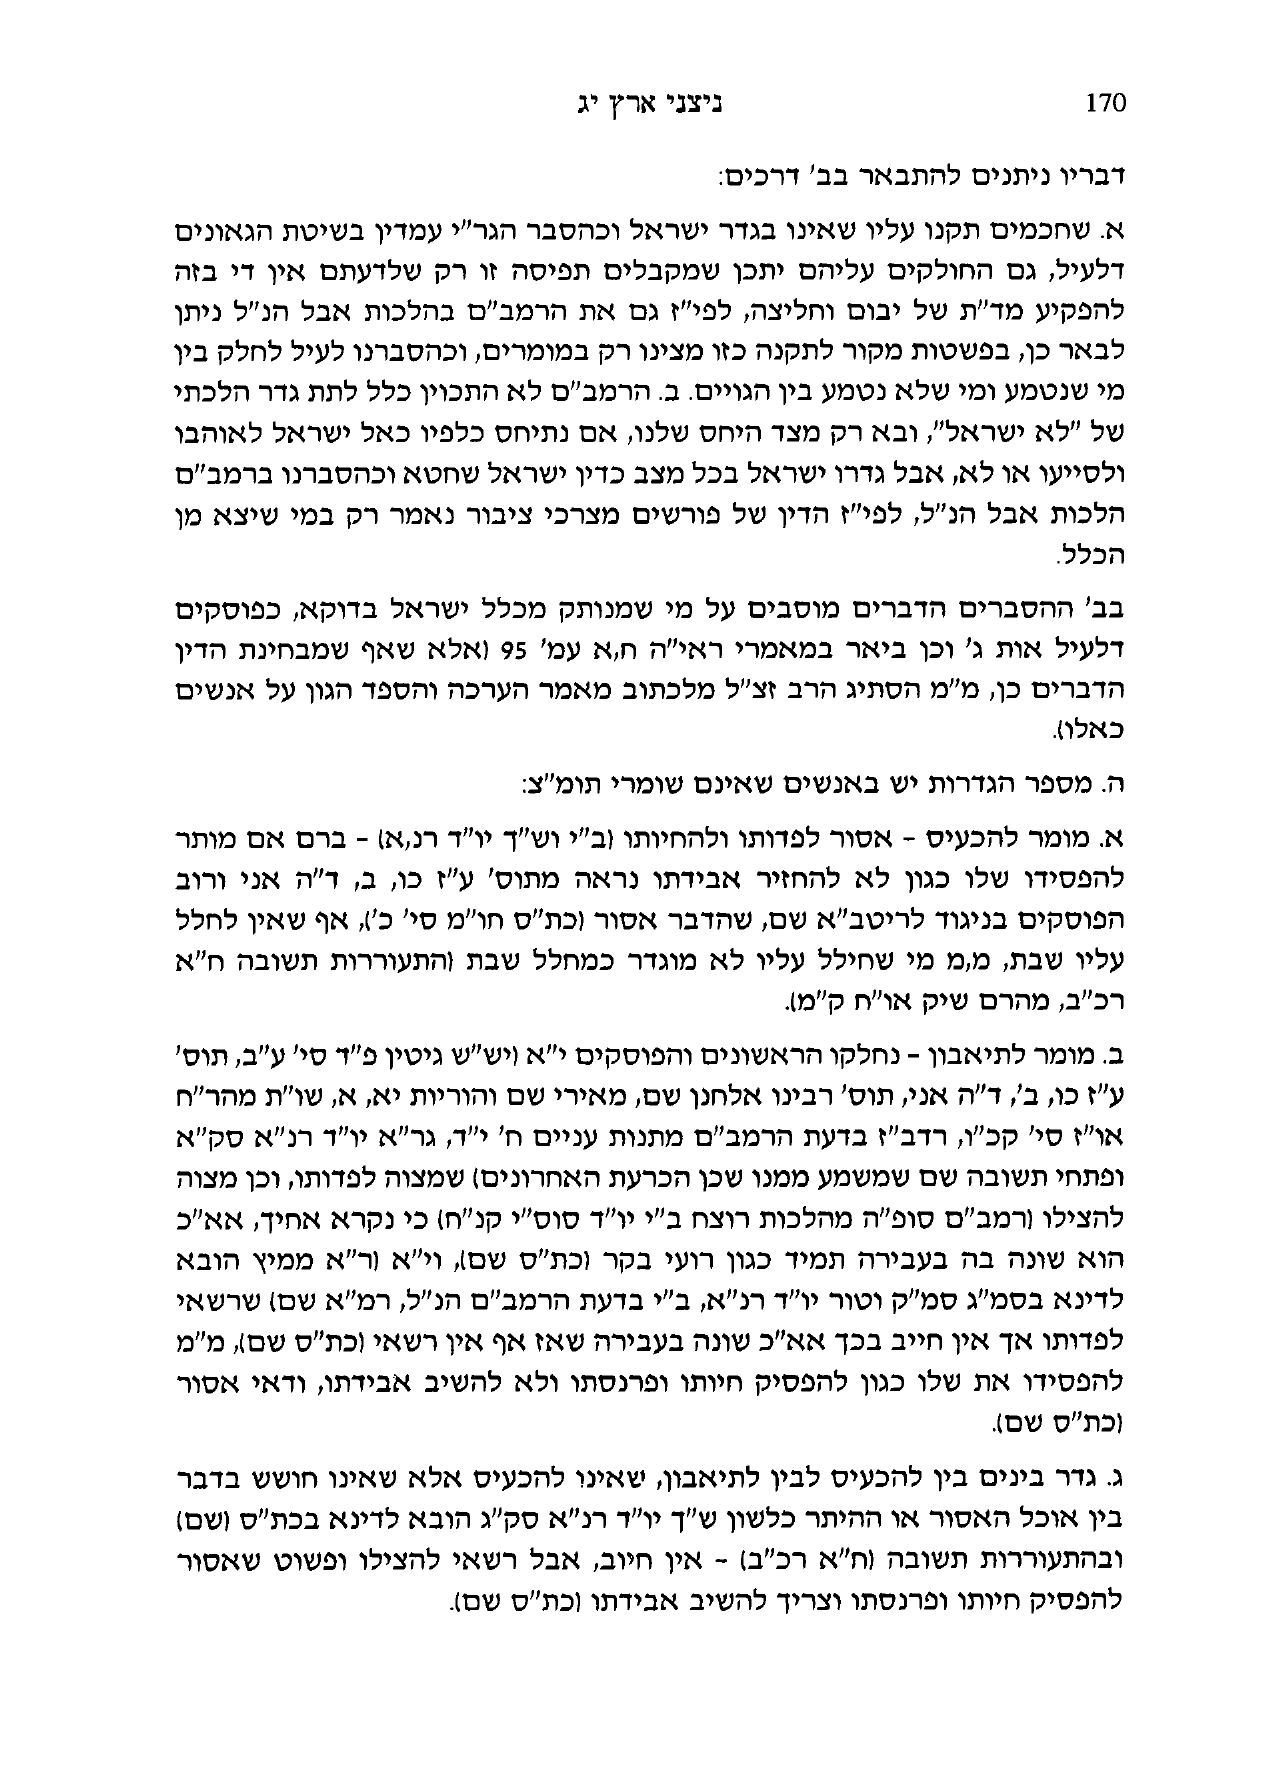 170
ניצני ארץ יג
דבריו ניתנים להתבאר בב' דרכים:
א. שחכמים תקנו עליו שאינו בגדר ישראל וכהסבר הגר"י עמדין בשיטת הגאונים
דלעיל, גם החולקים עליהם יתכן שמקבלים תפיסה זו רק שלדעתם אין די בזה
להפקיע מד"ת של יבום וחליצה, לפי"ז גם את הרמב"ם בהלכות אבל הנ"ל ניתן
לבאר כן, בפשטות מקור לתקנה כזו מצינו רק במומרים, וכהסברנו לעיל לחלק בין
מי שנטמע ומי שלא נטמע בין הגויים. ב. הרמב"ם לא התכוין כלל לתת גדר הלכתי
של "לא ישראל", ובא רק מצד היחס שלנו, אם נתיחס כלפיו כאל ישראל לאוהבו
ולסייעו או לא, אבל גדרו ישראל בכל מצב כדין ישראל שחטא וכהסברנו ברמב"ם
הלכות אבל הנ"ל, לפי"ז הדין של פורשים מצרכי ציבור נאמר רק במי שיצא מן
הכלל.
בב' ההסברים הדברים מוסבים על מי שמנותק מכלל ישראל בדוקא, כפוסקים
דלעיל אות ג' וכן ביאר במאמרי ראי"ה ח,א עמ' 95 (אלא שאף שמבחינת הדין
הדברים כן, מ"מ הסתיג הרב זצ"ל מלכתוב מאמר הערכה והספד הגון על אנשים
כאלו).
ה. מספר הגדרות יש באנשים שאינם שומרי תומ"צ:
א. מומר להכעיס – אסור לפדותו ולהחיותו (ב"י וש"ך יו"ד רנ,א) – ברם אם מותר
להפסידו שלו כגון לא להחזיר אבידתו נראה מתוס' ע"ז כו, ב, ד"ה אני ורוב
הפוסקים בניגוד לריטב"א שם, שהדבר אסור (כת"ס חו"מ סי' כ'), אף שאין לחלל
עליו שבת, מ,מ מי שחילל עליו לא מוגדר כמחלל שבת (התעוררות תשובה ח"א
רכ"ב, מהרם שיק או"ח ק"מ).
ב. מומר לתיאבון – נחלקו הראשונים והפוסקים י"א (יש"ש גיטין פ"ד סי' ע"ב, תוס'
ע"ז כו, ב', ד"ה אני, תוס' רבינו אלחנן שם, מאירי שם והוריות יא, א, שו"ת מהר"ח
או"ז סי' קכ"ו, רדב"ז בדעת הרמב"ם מתנות עניים ח' י"ד, גר"א יו"ד רנ"א סק"א
ופתחי תשובה שם שמשמע ממנו שכן הכרעת האחרונים) שמצוה לפדותו, וכן מצוה
להצילו (רמב"ם סופ"ה מהלכות רוצח ב"י יו"ד סוס"י קנ"ח) כי נקרא אחיך, אא"כ
הוא שונה בה בעבירה תמיד כגון רועי בקר (כת"ס שם), וי"א (ר"א ממיץ הובא
לדינא בסמ"ג סמ"ק וטור יו"ד רנ"א, ב"י בדעת הרמב"ם הנ"ל, רמ"א שם) שרשאי
לפדותו אך אין חייב בכך אא"כ שונה בעבירה שאז אף אין רשאי (כת"ס שם), מ"מ
להפסידו את שלו כגון להפסיק חיותו ופרנסתו ולא להשיב אבידתו, ודאי אסור
(כת"ס שם).
ג. גדר בינים בין להכעיס לבין לתיאבון, שאינו להכעיס אלא שאינו חושש בדבר
בין אוכל האסור או ההיתר כלשון ש"ך יו"ד רנ"א סק"ג הובא לדינא בכת"ס (שם)
ובהתעוררות תשובה (ח"א רכ"ב) – אין חיוב, אבל רשאי להצילו ופשוט שאסור
להפסיק חיותו ופרנסתו וצריך להשיב אבידתו (כת"ס שם).